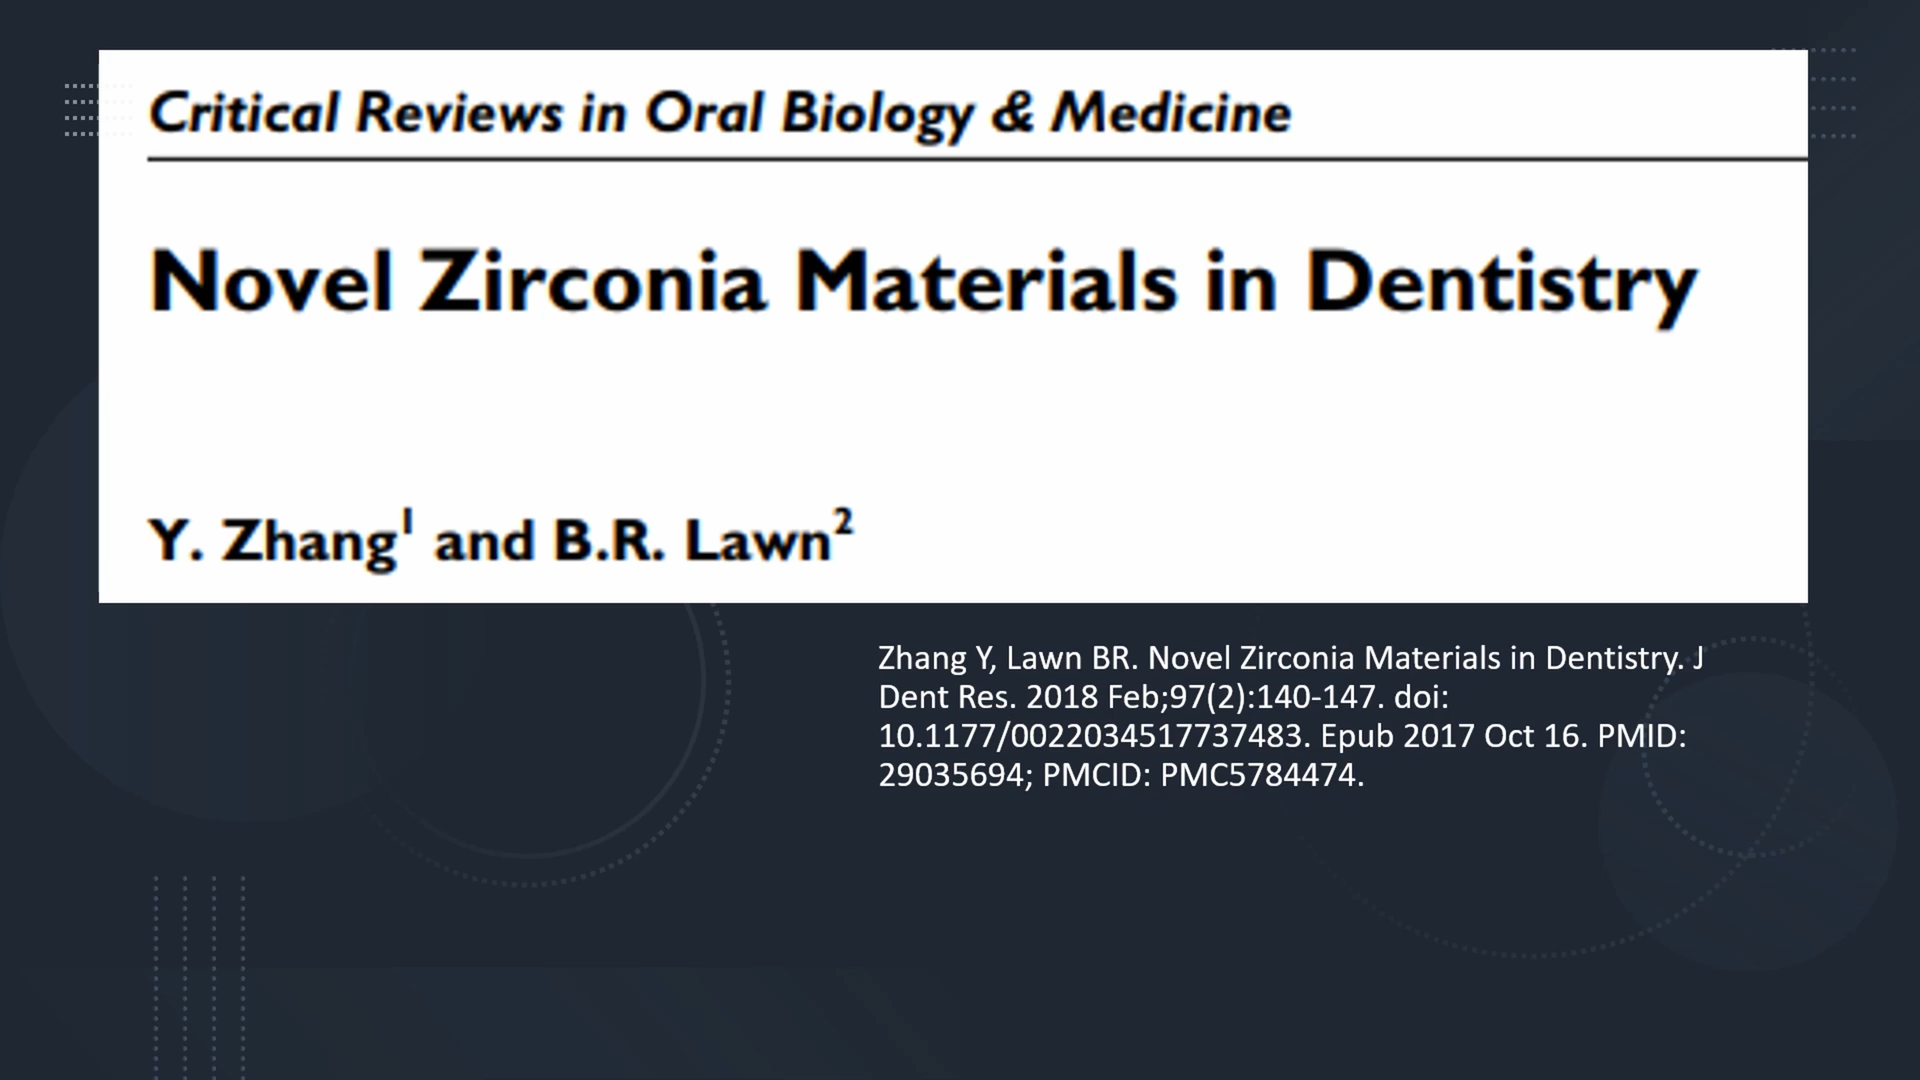 Critical Reviews in Oral Biology & Medicine
Novel Zirconia Materials in Dentistry
Y. Zhang¹ and B.R. Lawn²
Zhang Y, Lawn BR. Novel Zirconia Materials in Dentistry. J
Dent Res. 2018 Feb;97(2):140-147. doi:
10.1177/0022034517737483. Epub 2017 Oct 16. PMID:
29035694; PMCID: PMC5784474.